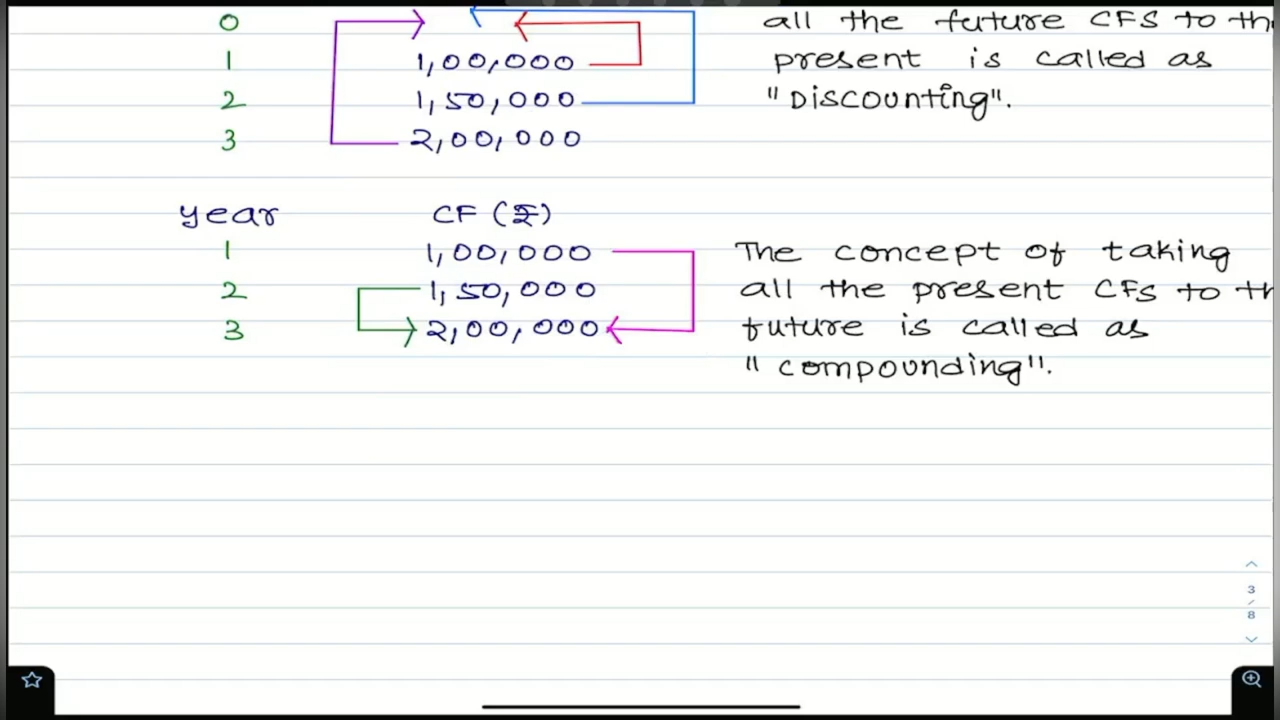 0
all the future CFS to the
1 1,00,000
present is called as
2 1,50,000
"Discounting".
3 2,00,000
year CF (₹)
1 1,00,000
The concept of taking
2 1,50,000
all the present CFS to th
3 2,00,000
future is called as
"compounding".
3
/
8